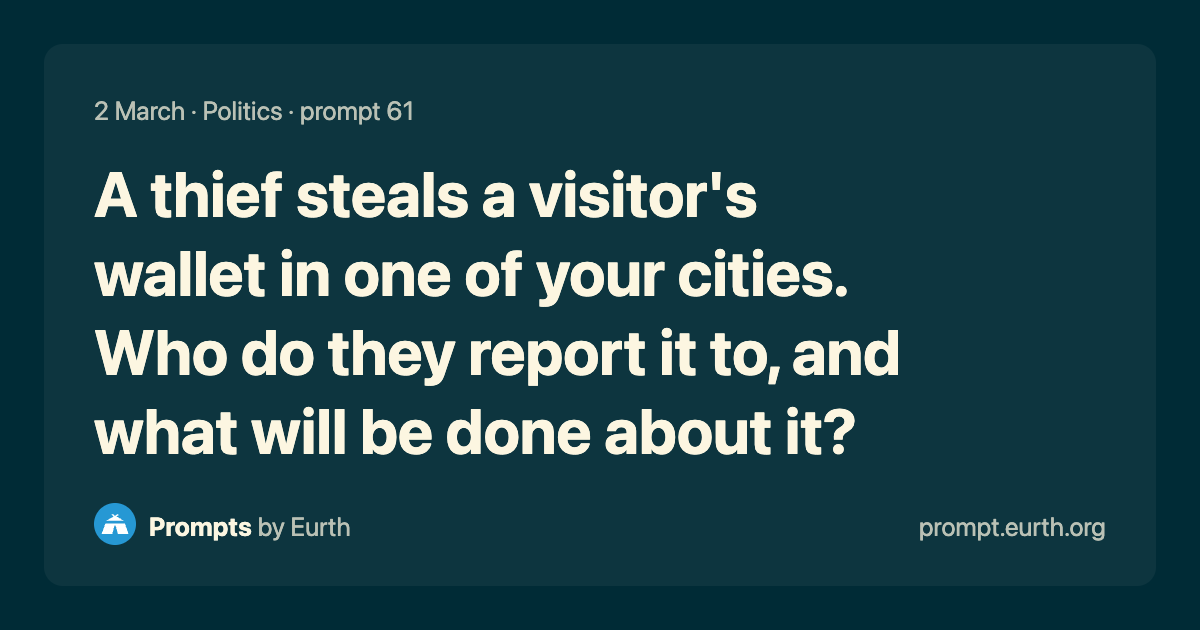 2 March · Politics · prompt 61
A thief steals a visitor's
wallet in one of your cities.
Who do they report it to, and
what will be done about it?
Prompts by Eurth
prompt.eurth.org